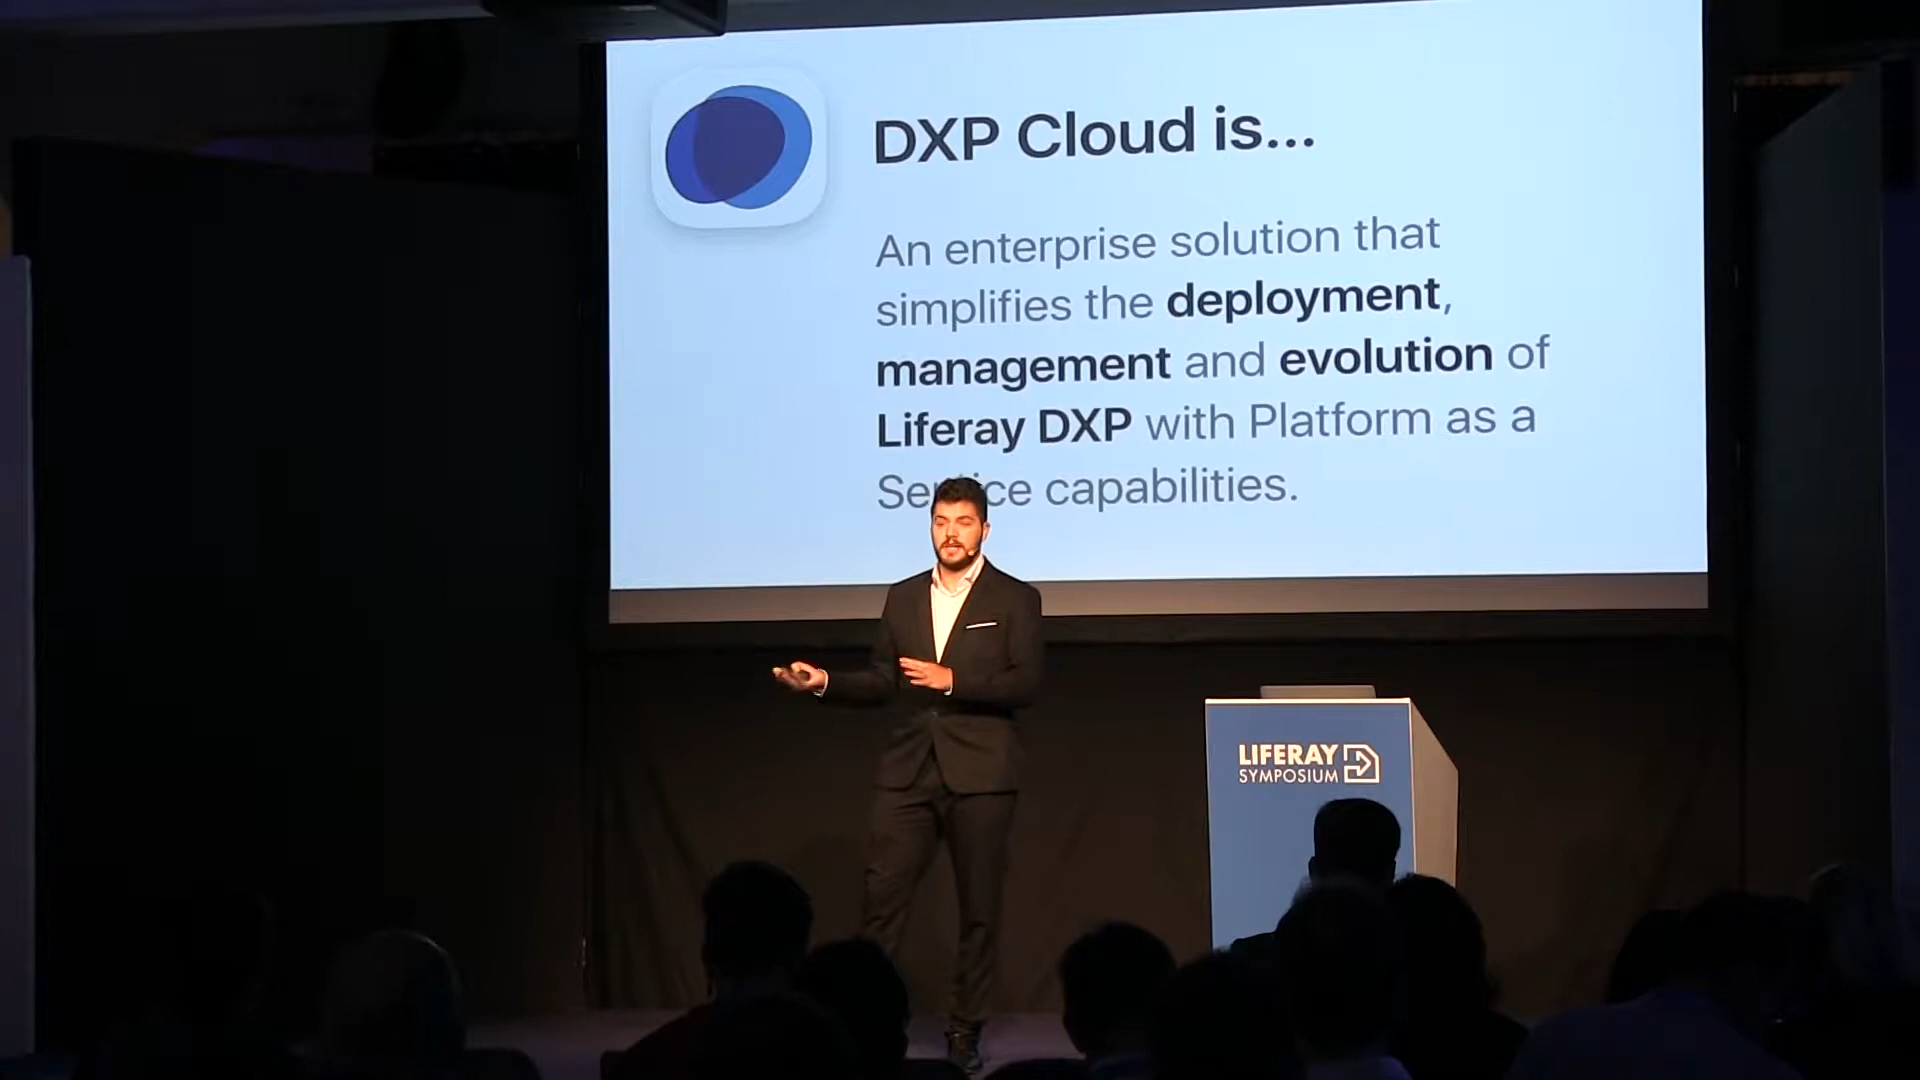 DXP Cloud is...
An enterprise solution that
simplifies the deployment,
management and evolution of
Liferay DXP with Platform as a
Service capabilities.
LIFERAY
SYMPOSIUM